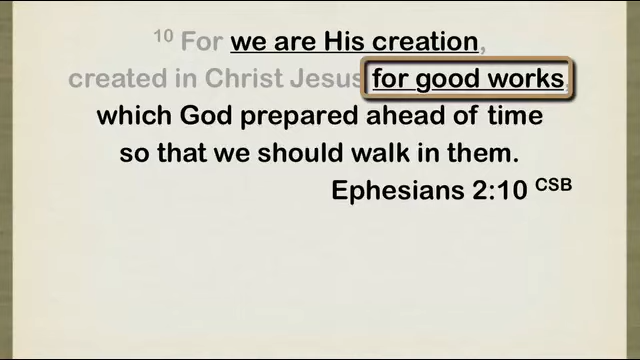 10 For we are His creation,
created in Christ Jesus for good works,
which God prepared ahead of time
so that we should walk in them.
Ephesians 2:10 CSB